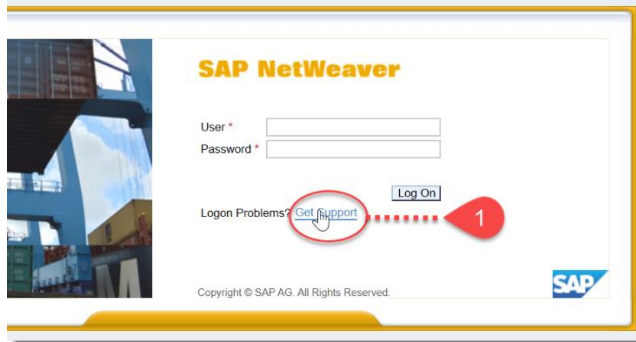 SAP NetWeaver
User *
Password *
Log On
Logon Problems? Get Support
1
Copyright © SAP AG. All Rights Reserved.
SAP